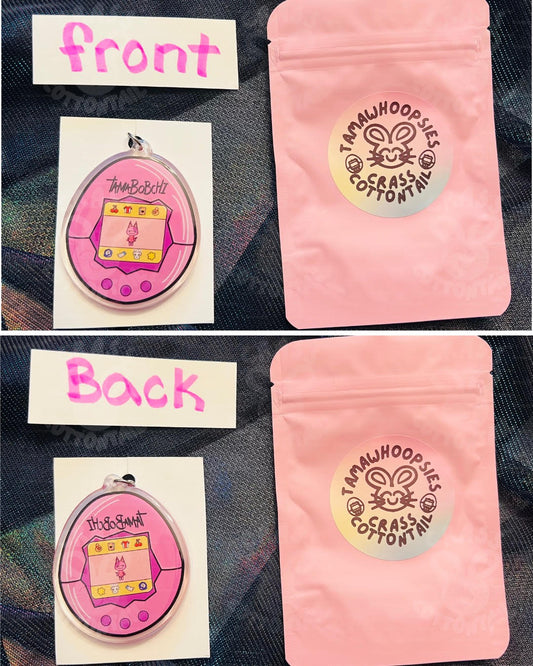 front
TAMABOBCHI
TAMAWHOOPSIES
CRASS
COTTONTAIL
Back
TAMABOBCHI
TAMAWHOOPSIES
CRASS
COTTONTAIL